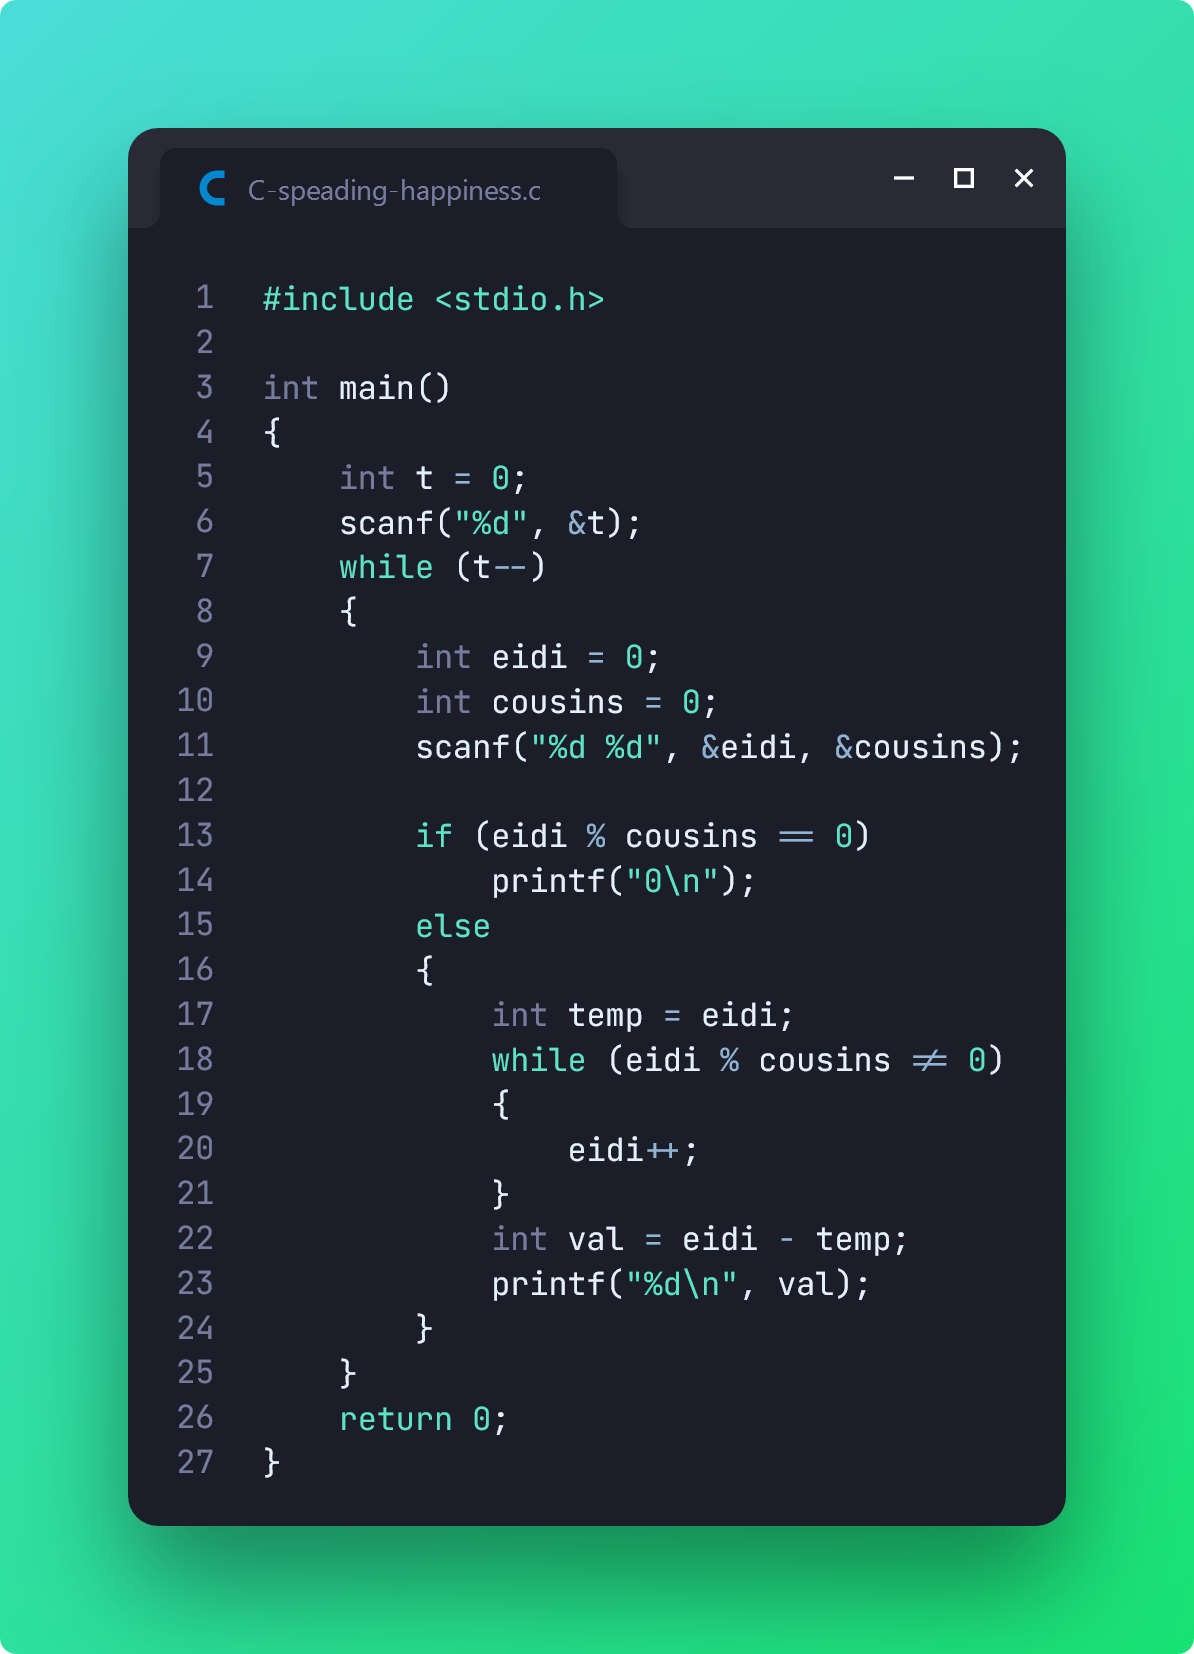 C-speading-happiness.c
1 #include <stdio.h>
2
3 int main()
4 {
5     int t = 0;
6     scanf("%d", &t);
7     while (t--)
8     {
9         int eidi = 0;
10         int cousins = 0;
11         scanf("%d %d", &eidi, &cousins);
12
13         if (eidi % cousins == 0)
14             printf("0\n");
15         else
16         {
17             int temp = eidi;
18             while (eidi % cousins != 0)
19             {
20                 eidi++;
21             }
22             int val = eidi - temp;
23             printf("%d\n", val);
24         }
25     }
26     return 0;
27 }